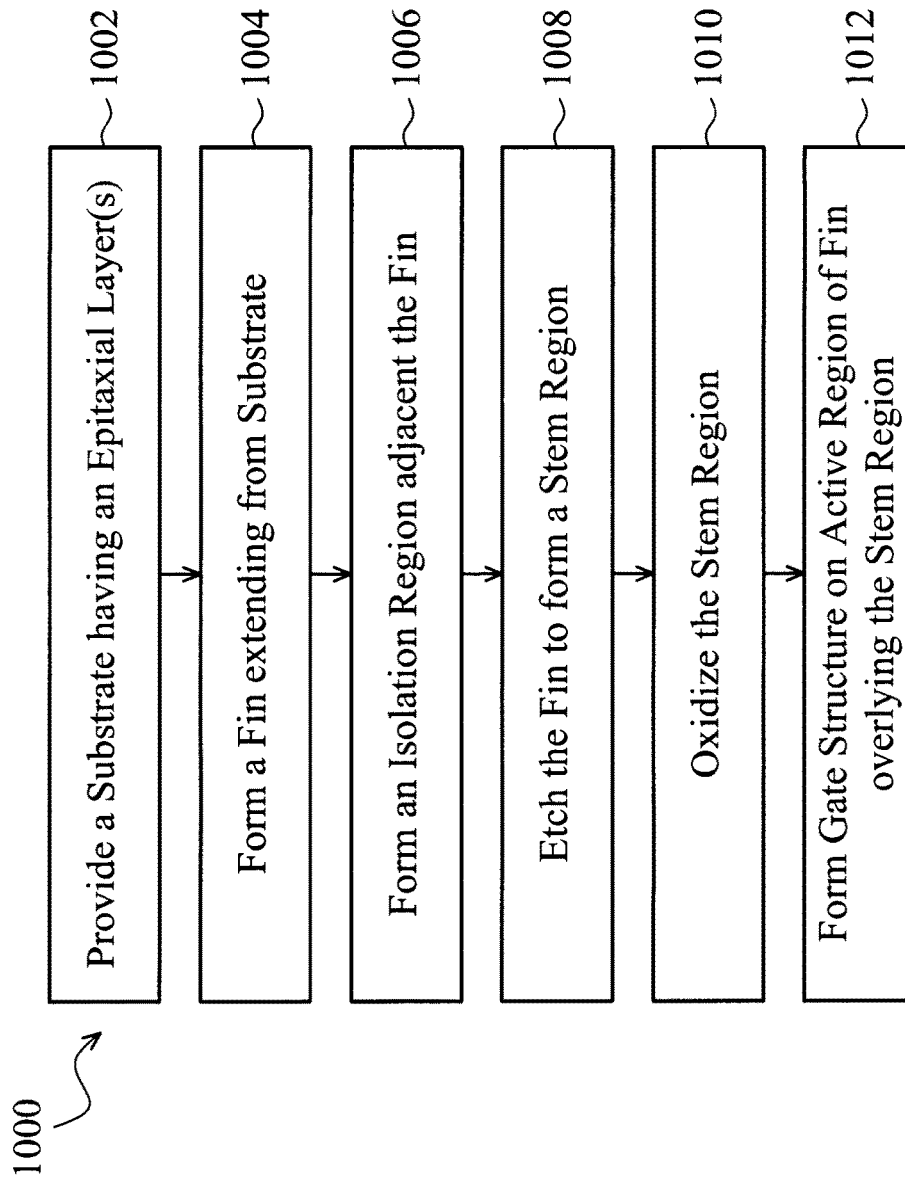 1000
Provide a Substrate having an Epitaxial Layer(s)
1002
Form a Fin extending from Substrate
1004
Form an Isolation Region adjacent the Fin
1006
Etch the Fin to form a Stem Region
1008
Oxidize the Stem Region
1010
Form Gate Structure on Active Region of Fin
overlying the Stem Region
1012